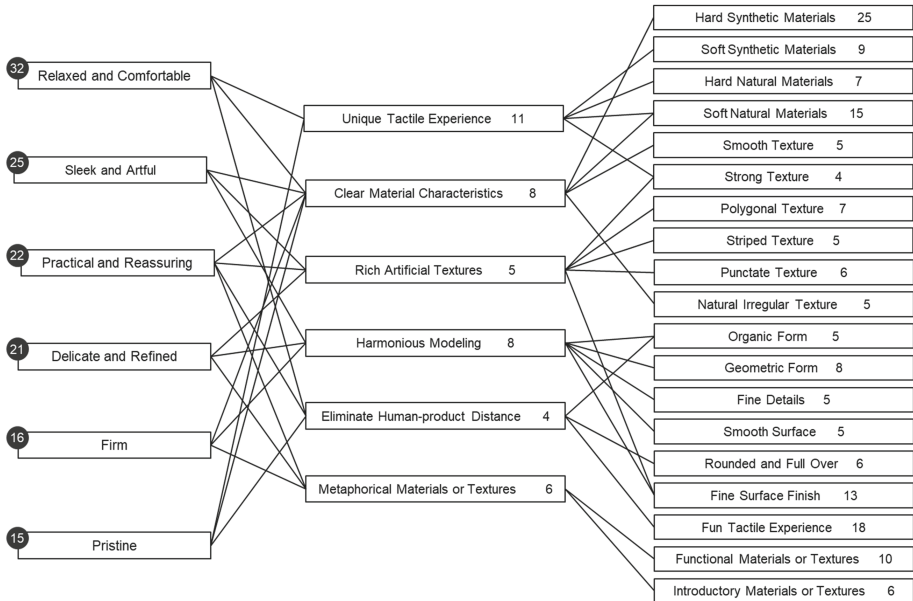 32
Relaxed and Comfortable
25
Sleek and Artful
22
Practical and Reassuring
21
Delicate and Refined
16
Firm
15
Pristine
Unique Tactile Experience 11
Clear Material Characteristics 8
Rich Artificial Textures 5
Harmonious Modeling 8
Eliminate Human-product Distance 4
Metaphorical Materials or Textures 6
Hard Synthetic Materials 25
Soft Synthetic Materials 9
Hard Natural Materials 7
Soft Natural Materials 15
Smooth Texture 5
Strong Texture 4
Polygonal Texture 7
Striped Texture 5
Punctate Texture 6
Natural Irregular Texture 5
Organic Form 5
Geometric Form 8
Fine Details 5
Smooth Surface 5
Rounded and Full Over 6
Fine Surface Finish 13
Fun Tactile Experience 18
Functional Materials or Textures 10
Introductory Materials or Textures 6